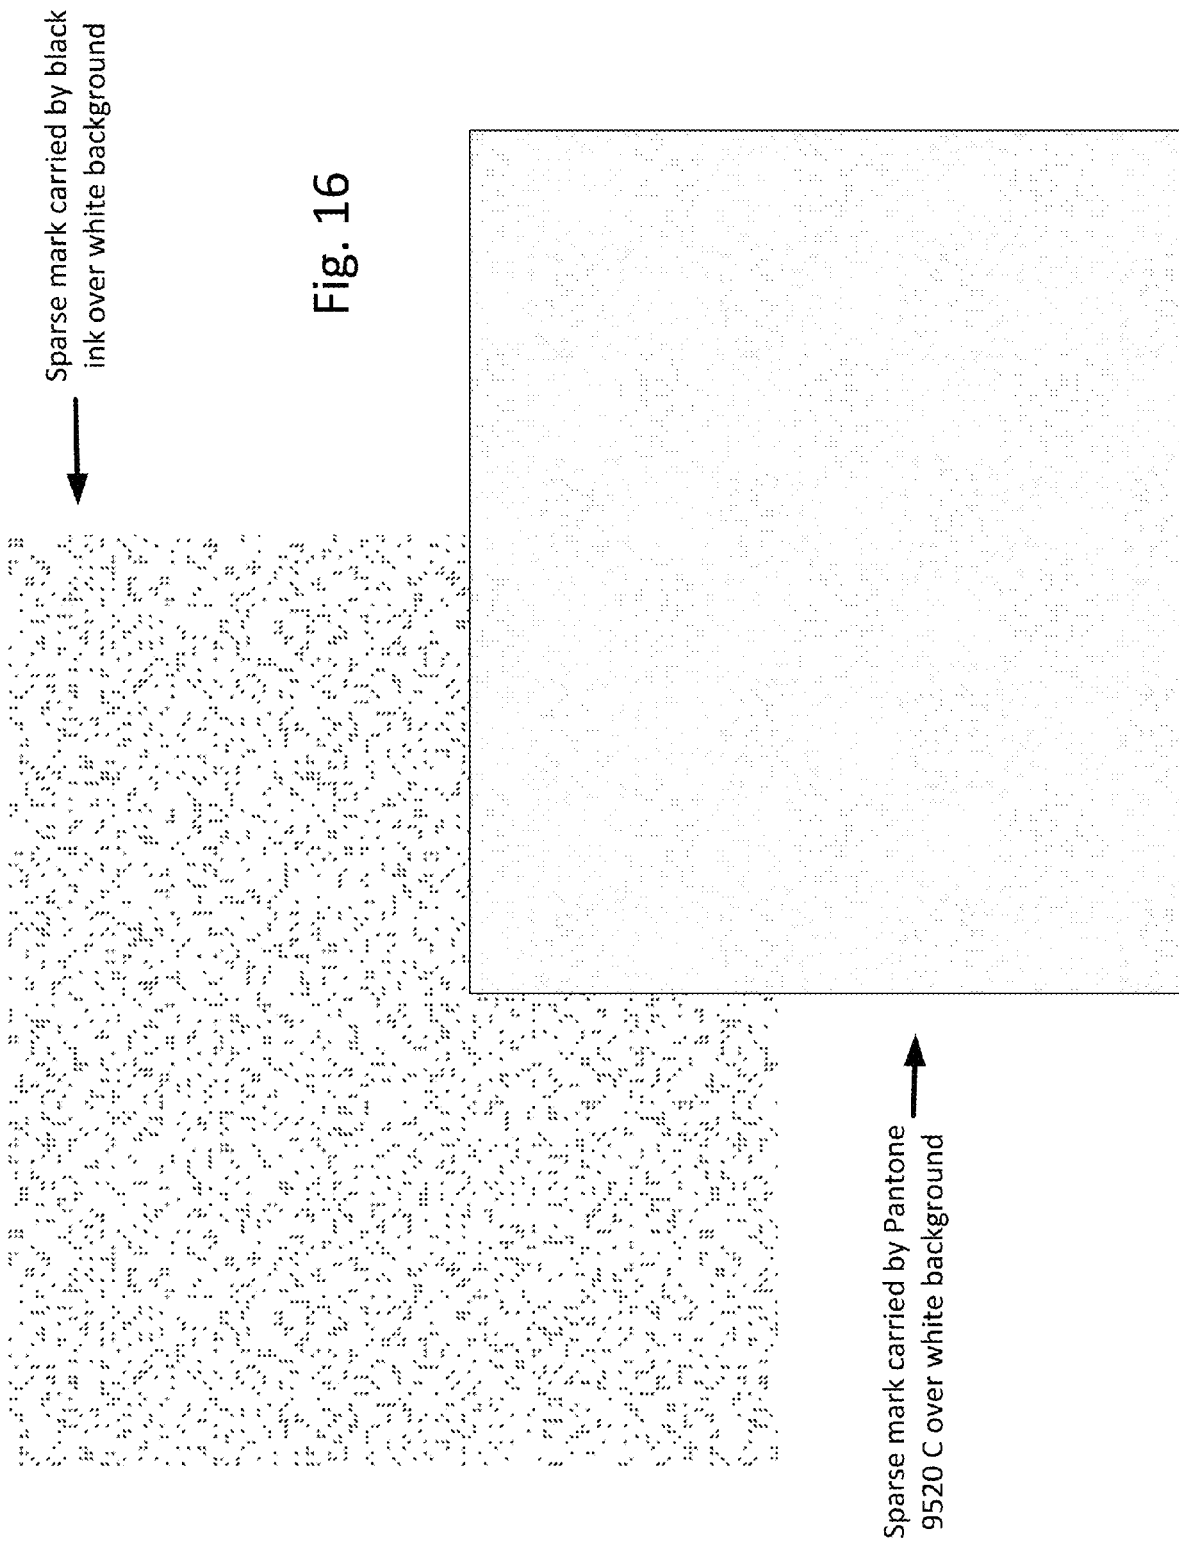 Sparse mark carried by black
ink over white background
Fig. 16
Sparse mark carried by Pantone
9520 C over white background